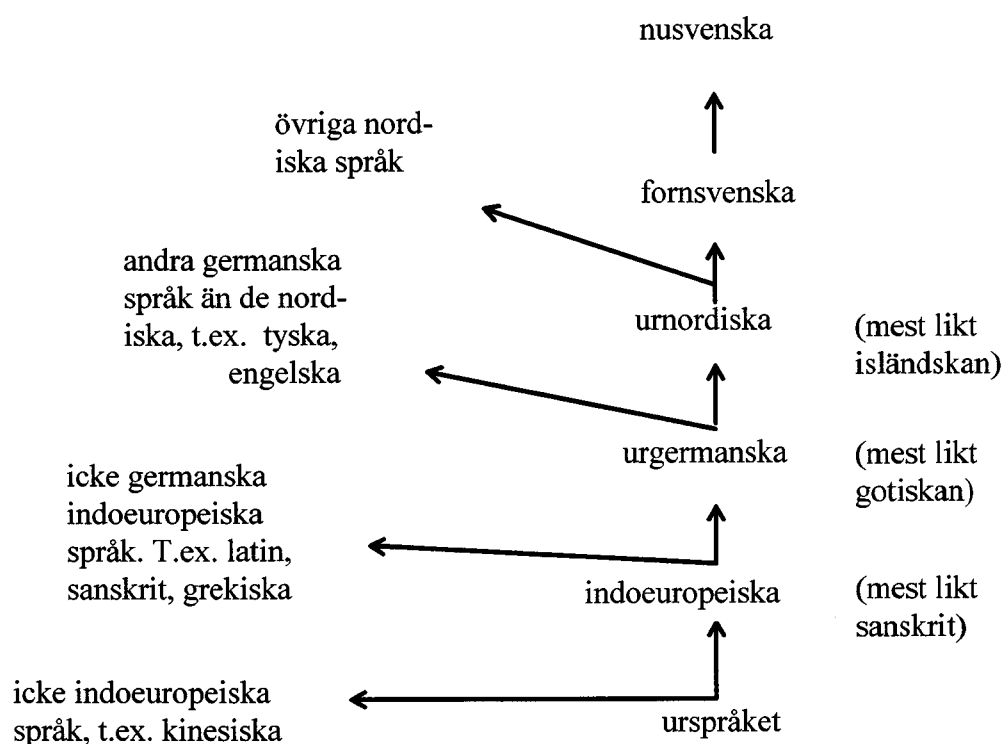 nusvenska
övriga nord-
iska språk
fornsvenska
andra germanska
språk än de nord-
iska, t.ex. tyska,
engelska
urnordiska
(mest likt
isländskan)
urgermanska
(mest likt
gotiskan)
icke germanska
indoeuropeiska
språk. T.ex. latin,
sanskrit, grekiska
indoeuropeiska
(mest likt
sanskrit)
icke indoeuropeiska
språk, t.ex. kinesiska
urspråket